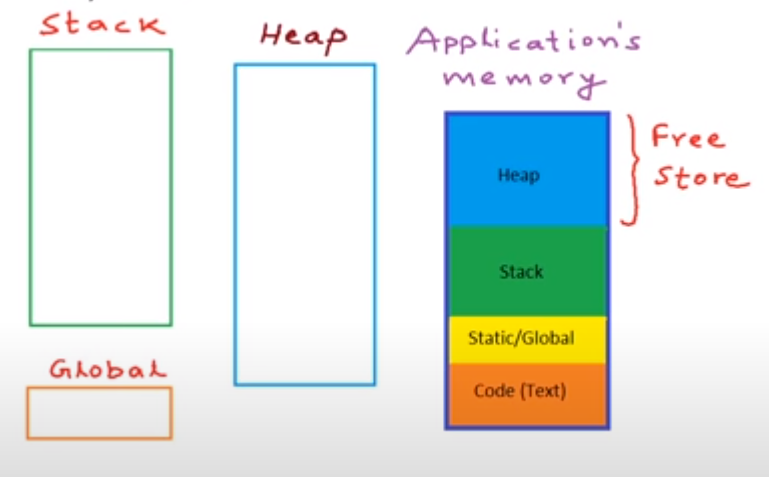 Stack
Heap
Application's
memory
Free
Store
Heap
Stack
Static/Global
Code (Text)
Global